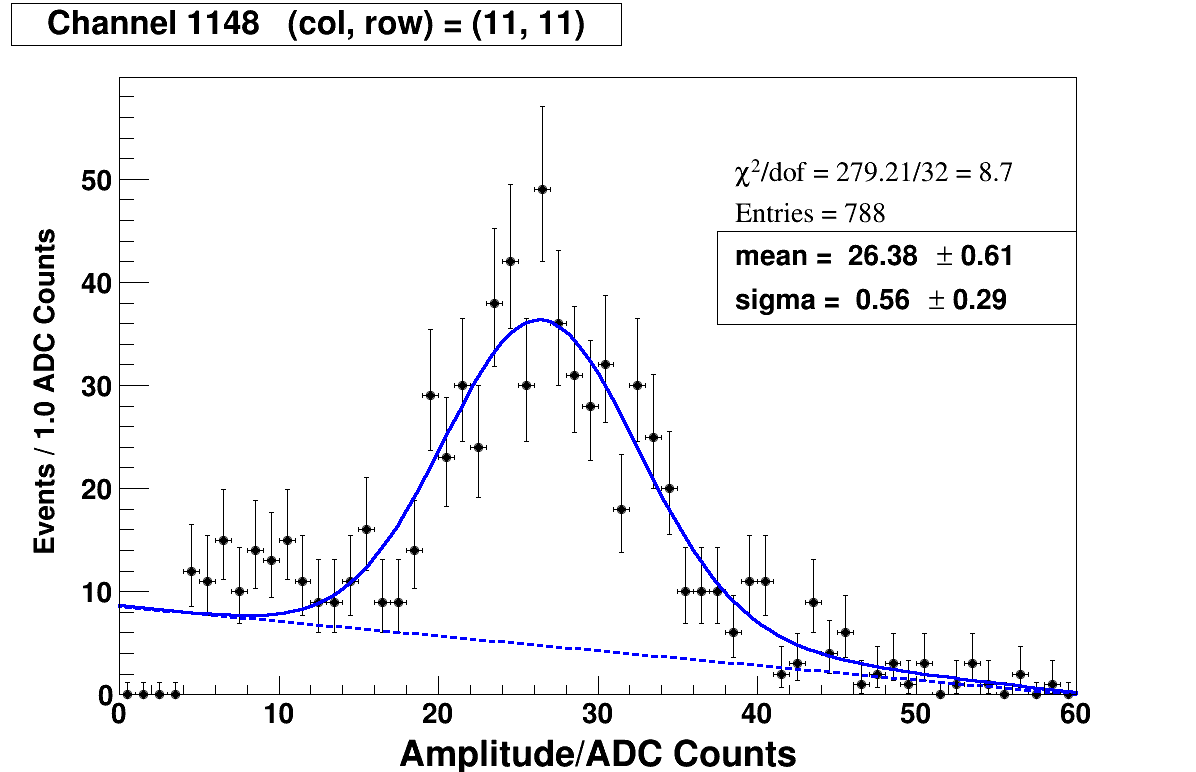 Channel 1148 (col, row) = (11, 11)
χ²/dof = 279.21/32 = 8.7
Entries = 788
mean = 26.38 ± 0.61
sigma = 0.56 ± 0.29
Events / 1.0 ADC Counts
50
40
30
20
10
0
0 10 20 30 40 50 60
Amplitude/ADC Counts